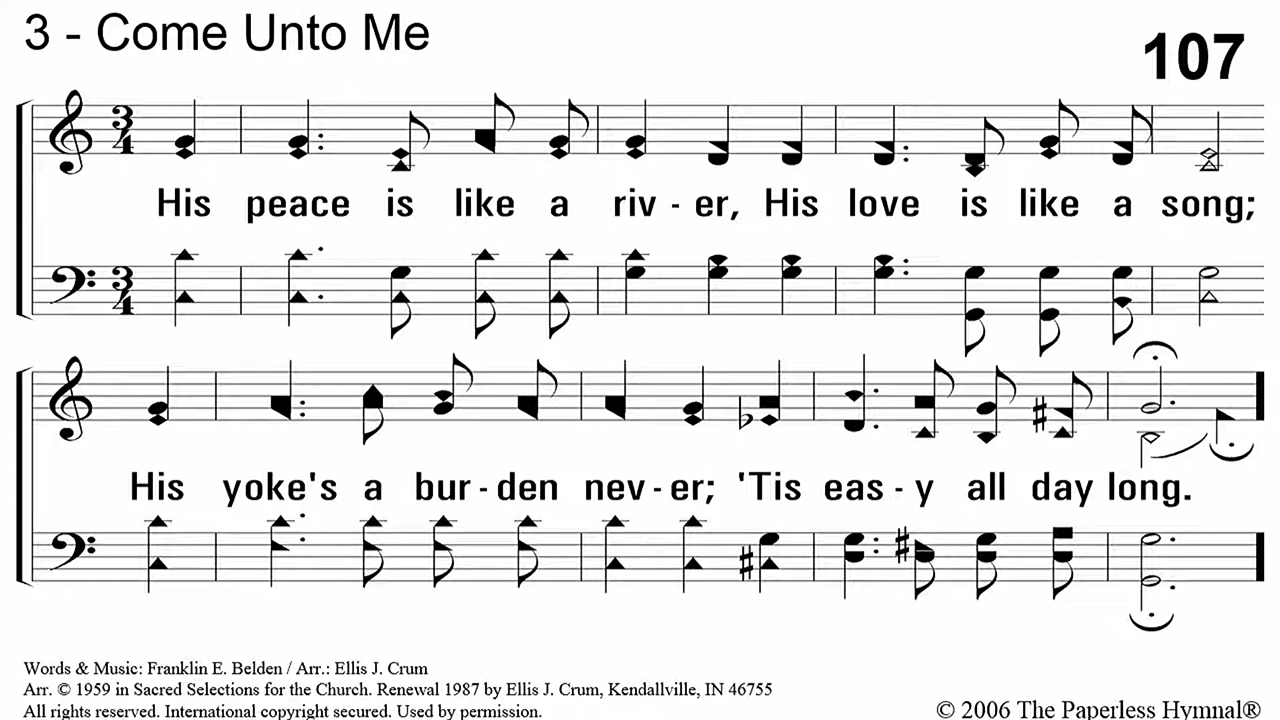 3 - Come Unto Me
107
His peace is like a riv - er, His love is like a song;
His yoke's a bur - den nev - er; 'Tis eas - y all day long.
Words & Music: Franklin E. Belden / Arr.: Ellis J. Crum
Arr. © 1959 in Sacred Selections for the Church. Renewal 1987 by Ellis J. Crum, Kendallville, IN 46755
All rights reserved. International copyright secured. Used by permission.
© 2006 The Paperless Hymnal®